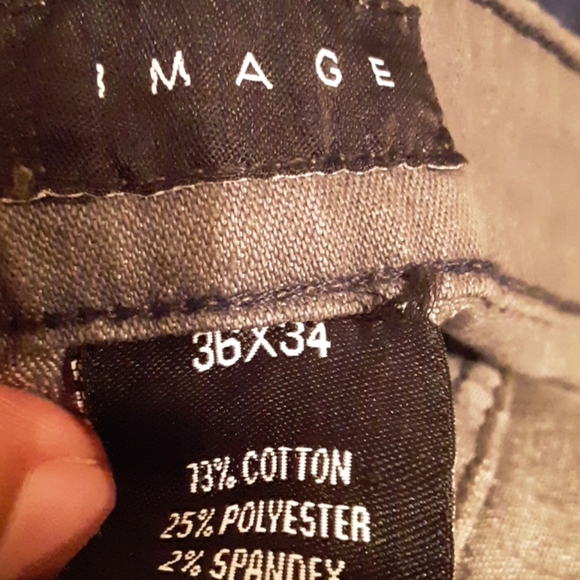 IMAGE
36X34
73% COTTON
25% POLYESTER
2% SPANDEX